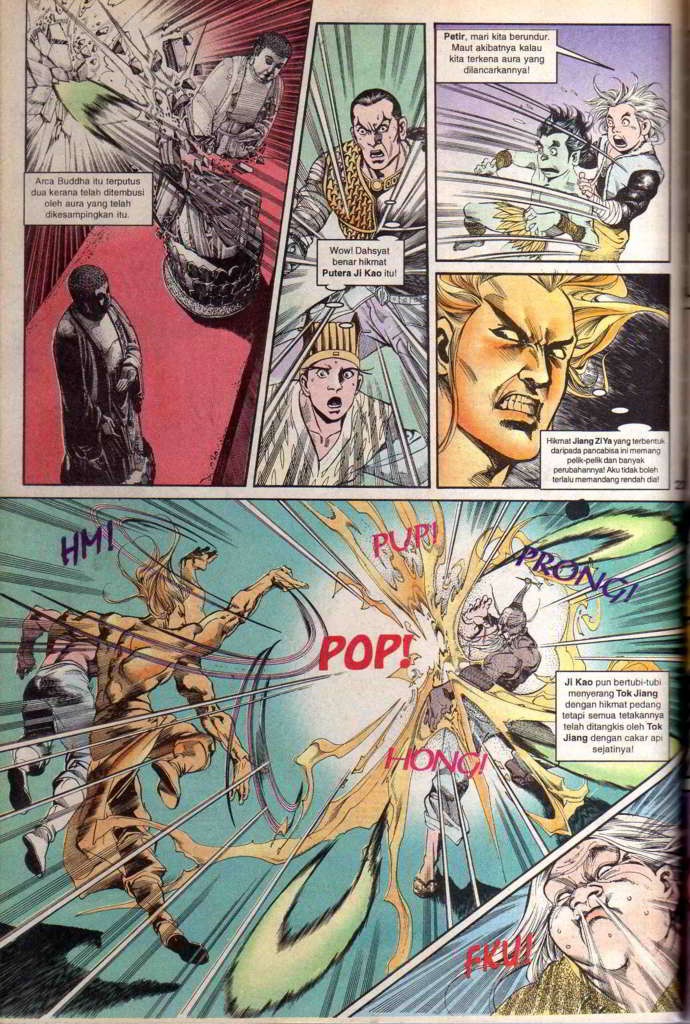 Arca Buddha itu terputus
dua kerana telah ditembusi
oleh aura yang telah
dikesampingkan itu.
Wow! Dahsyat
benar hikmat
Putera Ji Kao itu!
Petir, mari kita berundur.
Maut akibatnya kalau
kita terkena aura yang
dilancarkannya!
Hikmat Jiang Zi Ya yang terbentuk
daripada pancabisa ini memang
pelik-pelik dan banyak
perubahannya! Aku tidak boleh
terlalu memandang rendah dia!
HM!
PUP!
PRONG!
POP!
HONG!
Ji Kao pun bertubi-tubi
menyerang Tok Jiang
dengan hikmat pedang
tetapi semua tetakannya
telah ditangkis oleh Tok
Jiang dengan cakar api
sejatinya!
FKU!